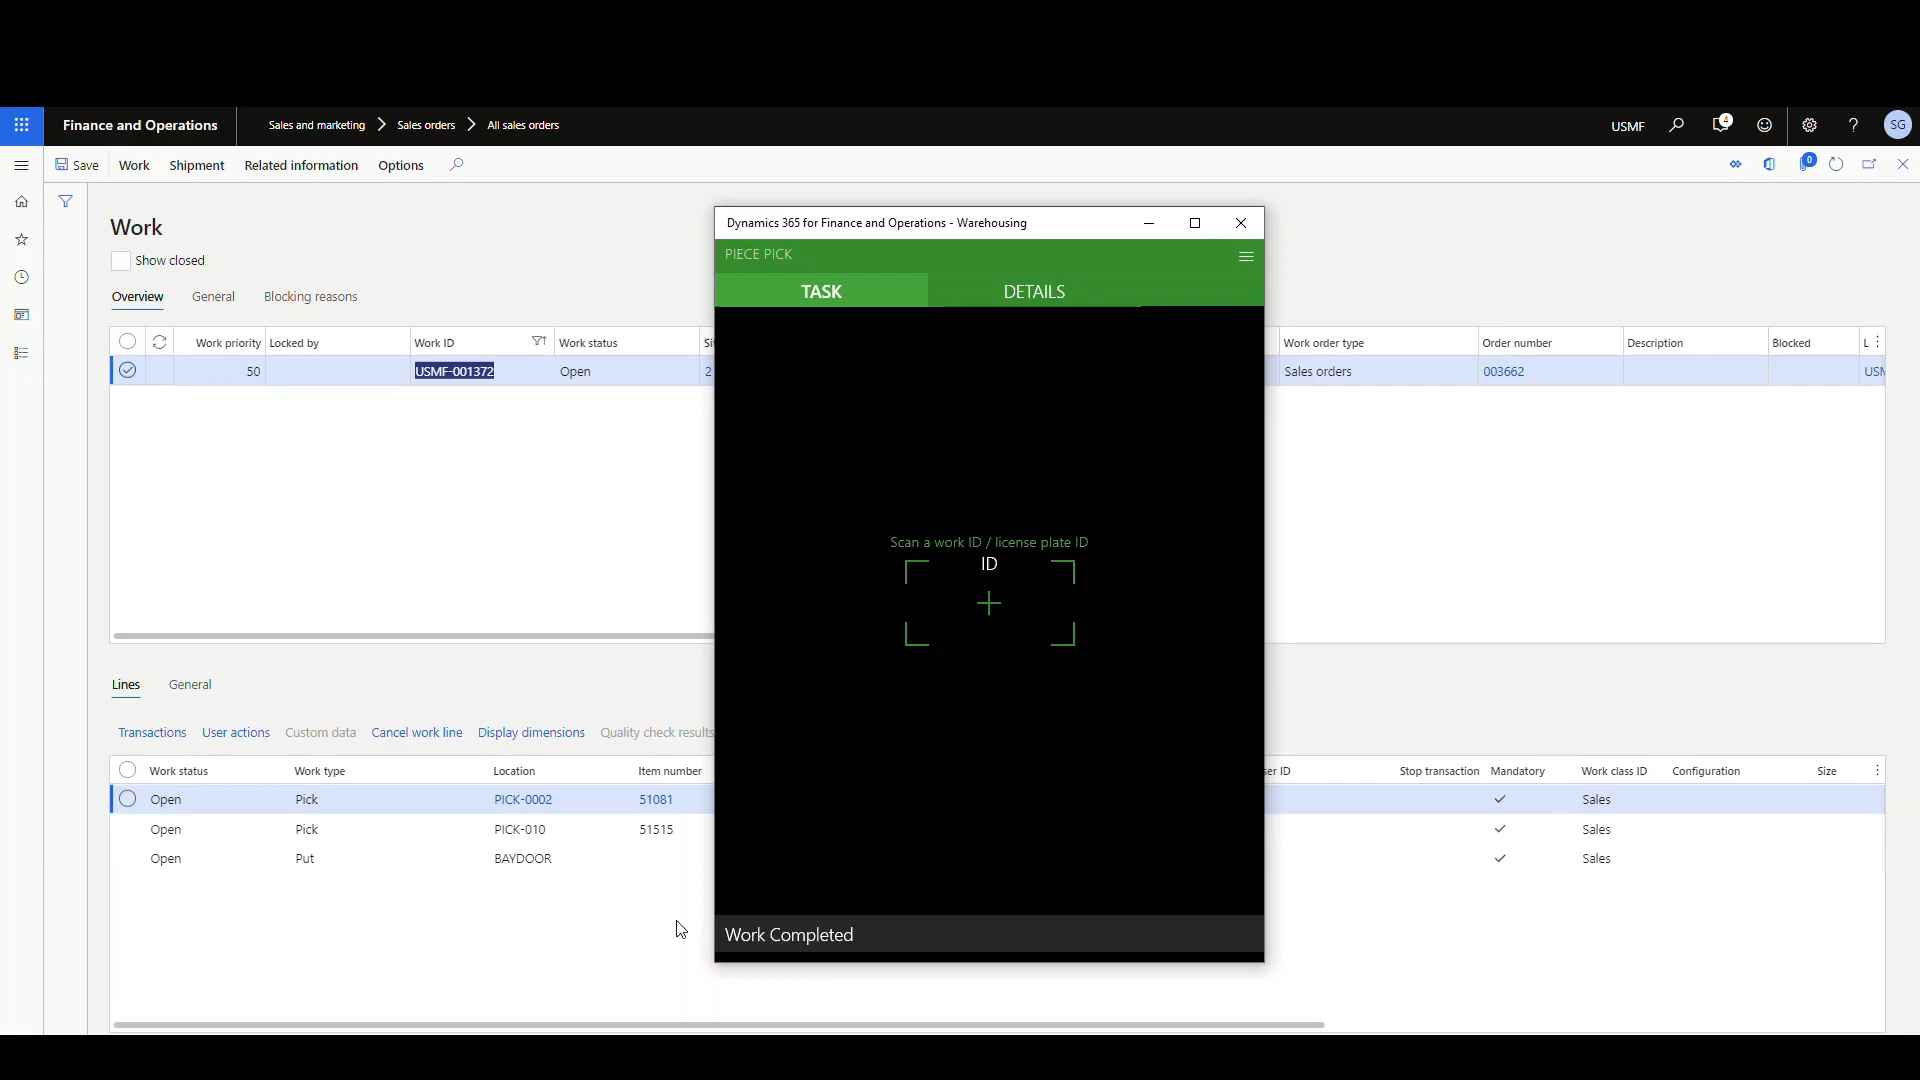 Finance and Operations
Sales and marketing
Sales orders
All sales orders
USMF
4
?
SG
Save
Work
Shipment
Related information
Options
0
Work
Show closed
Overview
General
Blocking reasons
Work priority
Locked by
Work ID
Work status
Work order type
Order number
Description
Blocked
L
50
USMF-001372
Open
2
Sales orders
003662
Dynamics 365 for Finance and Operations - Warehousing
PIECE PICK
TASK
DETAILS
Scan a work ID / license plate ID
ID
Work Completed
Lines
General
Transactions
User actions
Custom data
Cancel work line
Display dimensions
Quality check results
Work status
Work type
Location
Item number
ser ID
Stop transaction
Mandatory
Work class ID
Configuration
Size
Open
Pick
PICK-0002
51081
Sales
Open
Pick
PICK-010
51515
Sales
Open
Put
BAYDOOR
Sales